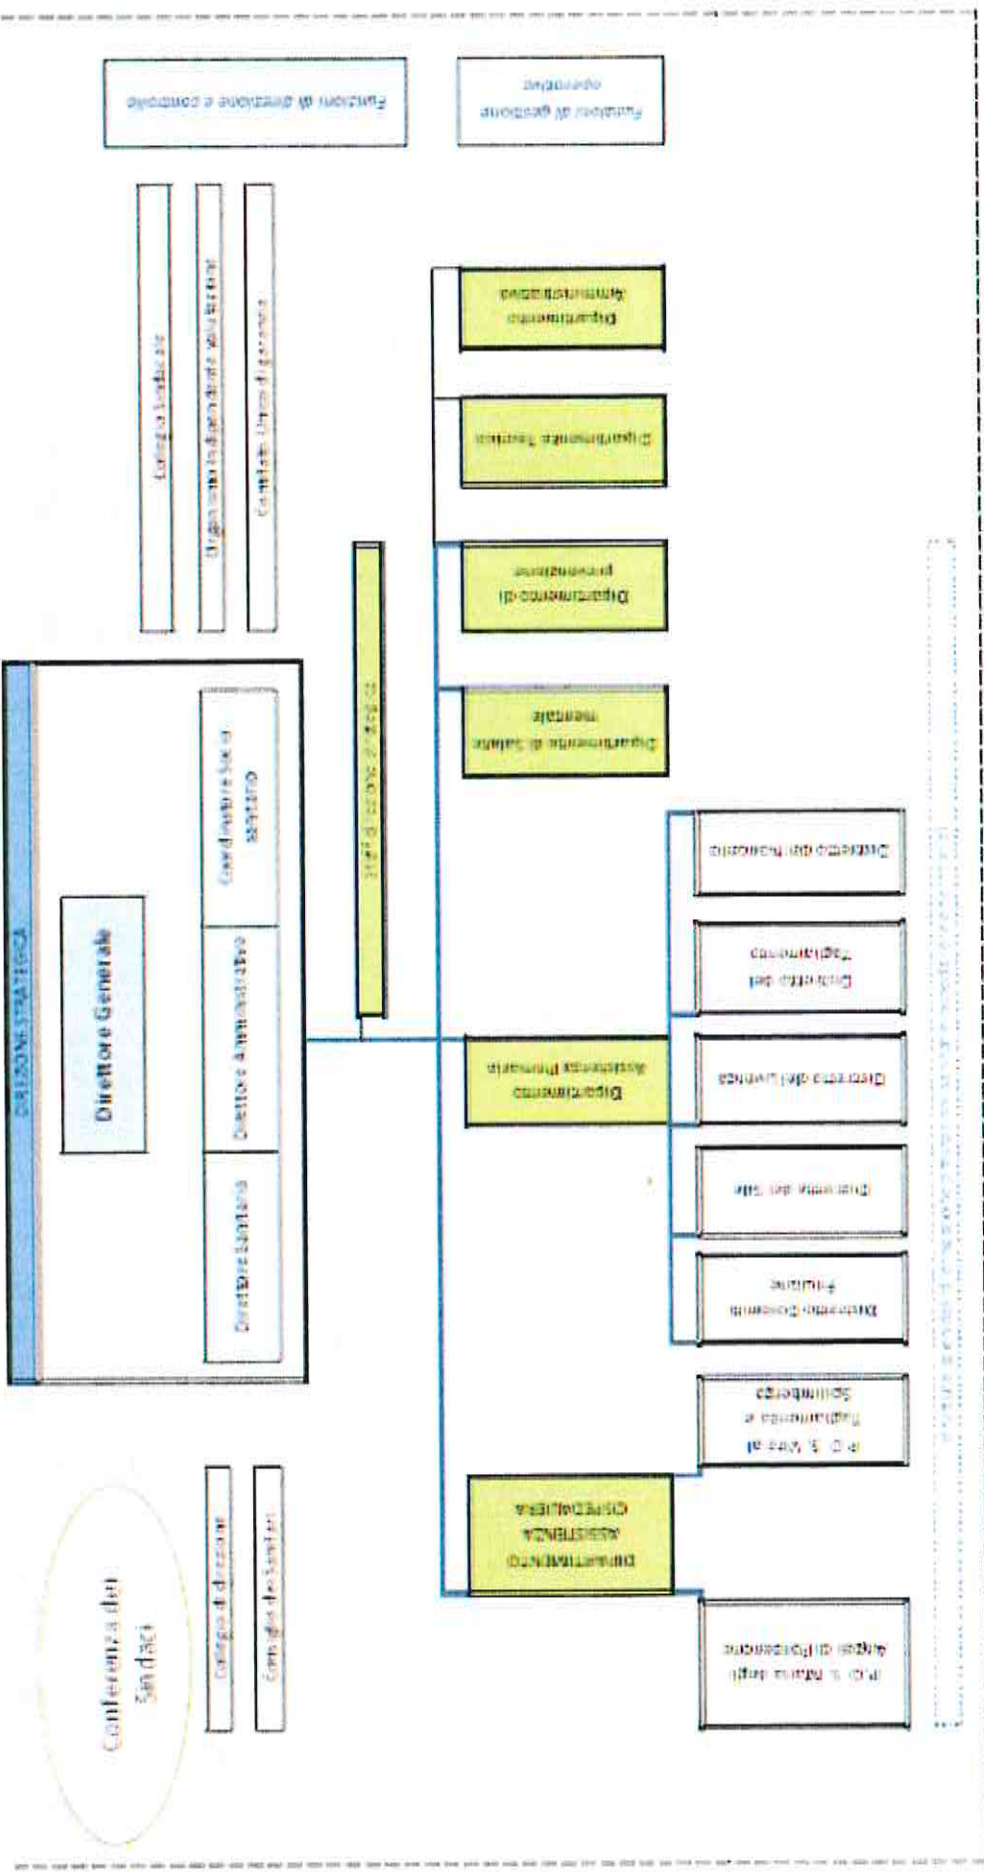 DIREZIONE STRATEGICA
Direttore Generale
Direttore Sanitario
Direttore Amministrativo
Coordinatore Socio
sanitario
Conferenza dei
Sindaci
Collegio di direzione
Consiglio dei Sanitari
Collegio Sindacale
Organismo indipendente valutazione
Comitato Unico di garanzia
Funzioni di direzione e controllo
Funzioni di gestione
operativa
DIPARTIMENTO
ASSISTENZA
OSPEDALIERA
Dipartimento
Assistenza Primaria
Dipartimento di Salute
mentale
Dipartimento di
prevenzione
Dipartimento Tecnico
Dipartimento
Amministrativo
P.O. S. Maria degli
Angeli di Pordenone
P.O. S. Vito al
Tagliamento e
Spilimbergo
Distretto Dolomiti
Friulane
Distretto del Sile
Distretto del Livenza
Distretto del
Tagliamento
Distretto del Noncello